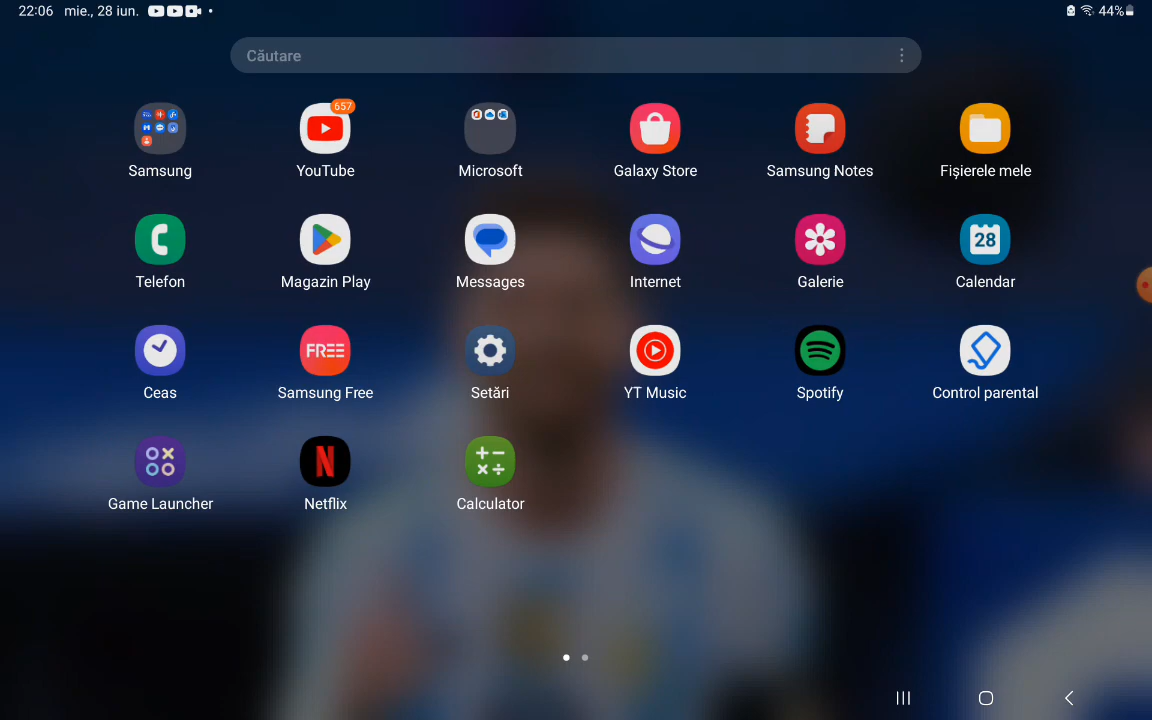 22:06 mie., 28 iun. 44%
Căutare
657
Samsung YouTube Microsoft Galaxy Store Samsung Notes Fișierele mele
28
Telefon Magazin Play Messages Internet Galerie Calendar
FREE
Ceas Samsung Free Setări YT Music Spotify Control parental
N
Game Launcher Netflix Calculator